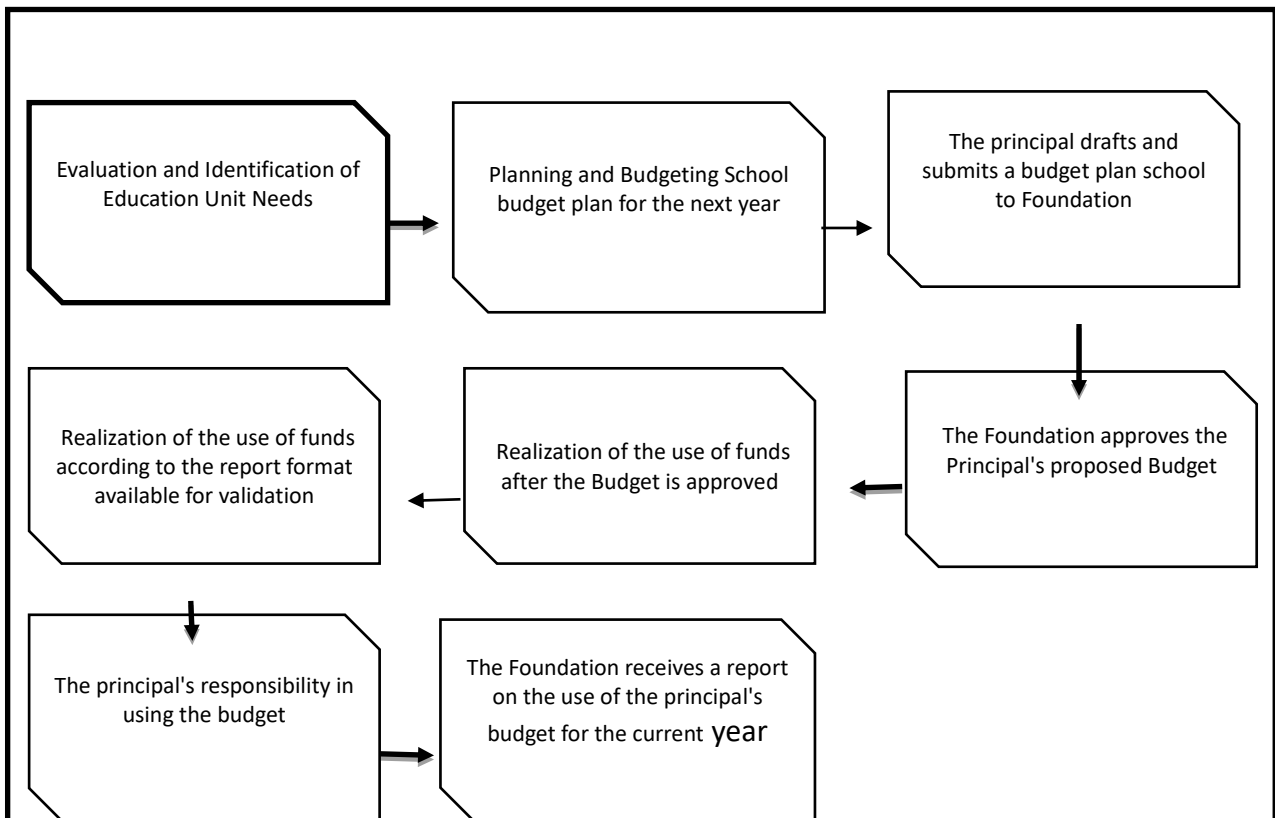 Evaluation and Identification of
Education Unit Needs
Planning and Budgeting School
budget plan for the next year
The principal drafts and
submits a budget plan school
to Foundation
The Foundation approves the
Principal's proposed Budget
Realization of the use of funds
after the Budget is approved
Realization of the use of funds
according to the report format
available for validation
The principal's responsibility in
using the budget
The Foundation receives a report
on the use of the principal's
budget for the current year